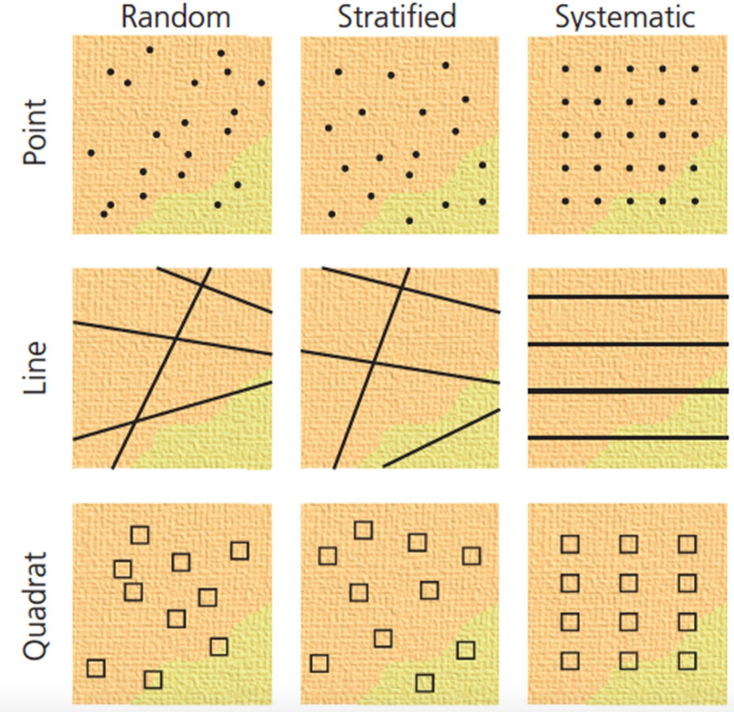 Random
Stratified
Systematic
Point
Line
Quadrat